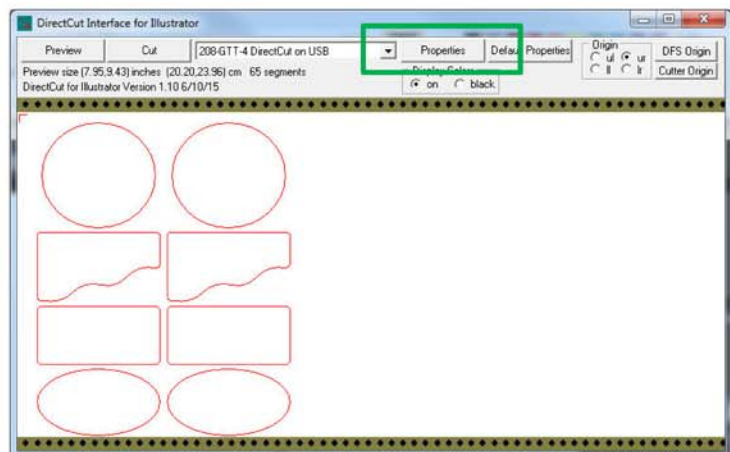 DirectCut Interface for Illustrator
Preview Cut 208-GTT-4 DirectCut on USB Properties Defau Properties Origin ul ur ll lr DFS Origin
Preview size (7.95,9.43) inches (20.20,23.96) cm 65 segments Display Colors Cutter Origin
DirectCut for Illustrator Version 1.10 6/10/15 on black